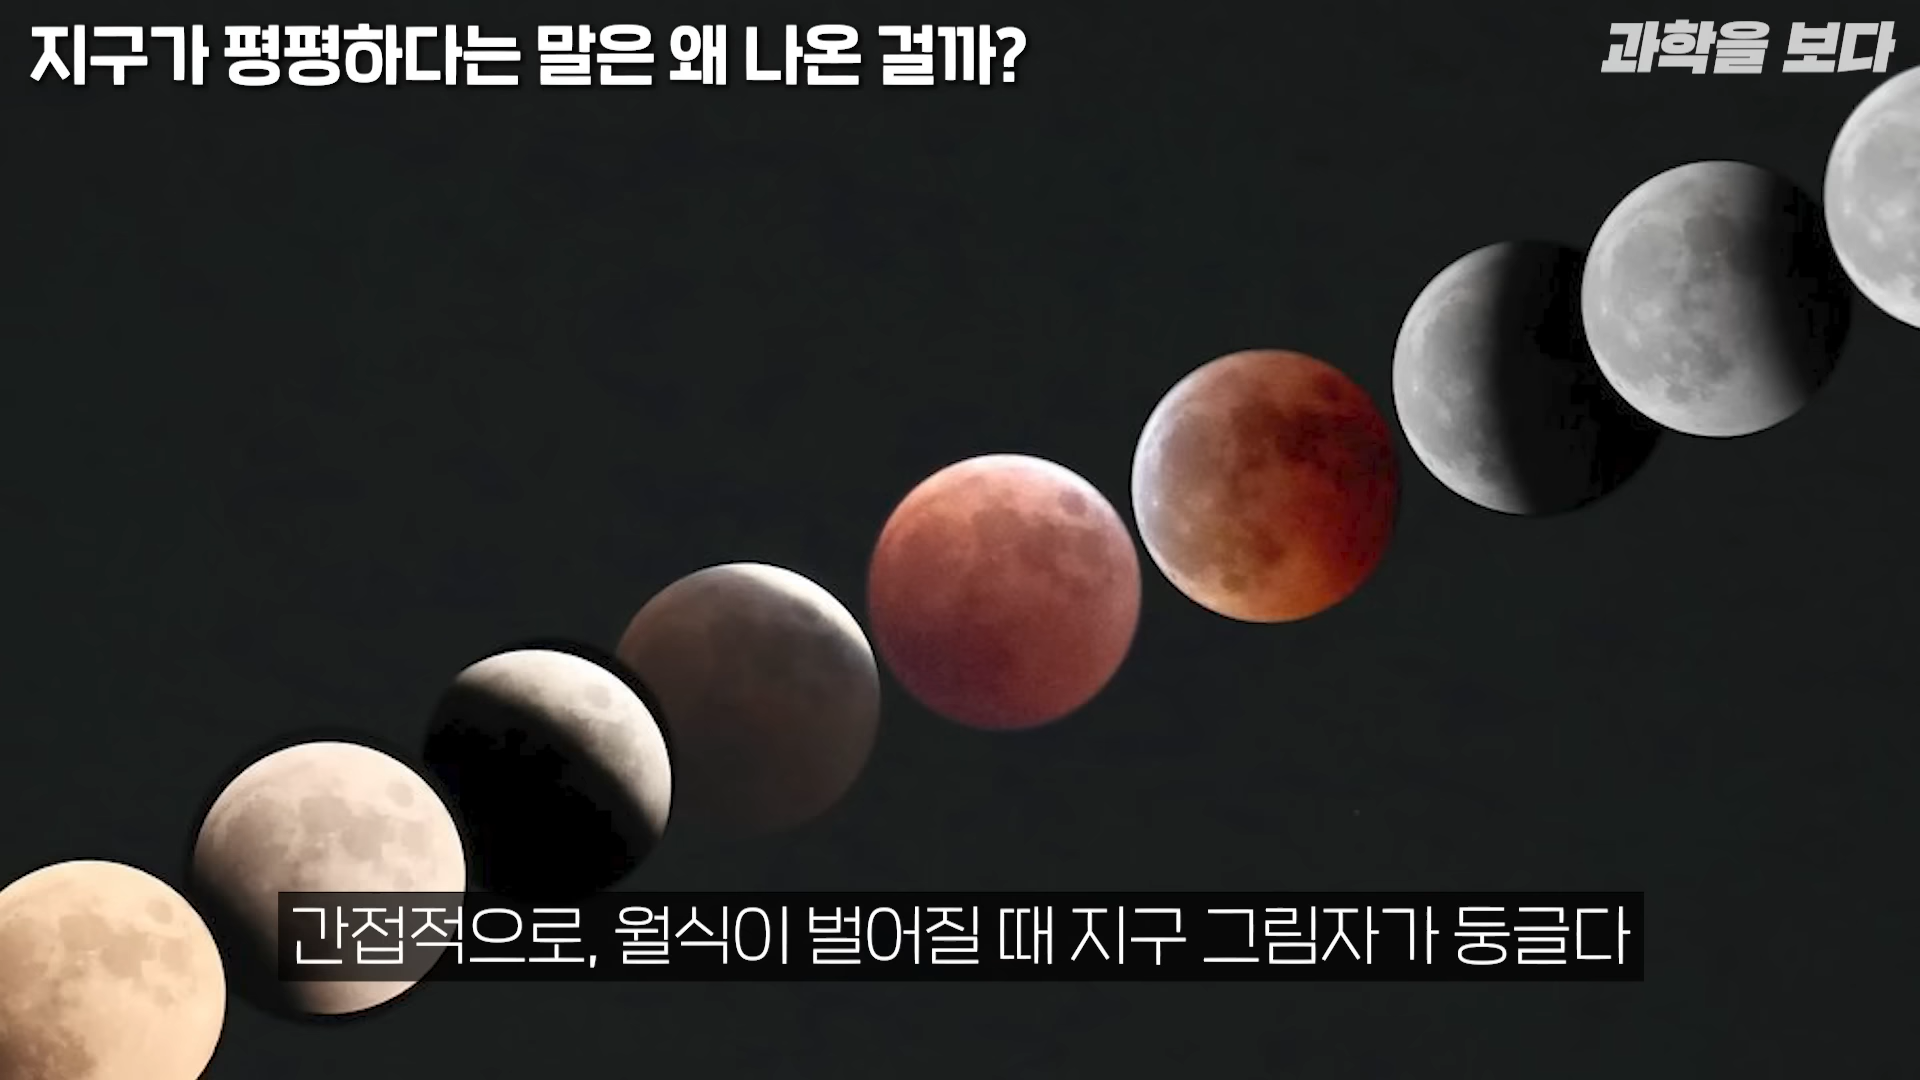 지구가 평평하다는 말은 왜 나온 걸까?
과학을 보다
간접적으로, 월식이 벌어질 때 지구 그림자가 둥글다